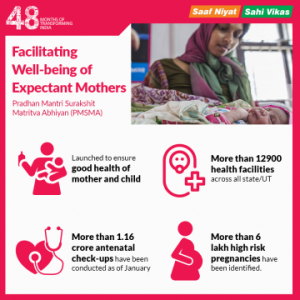 48 MONTHS OF
TRANSFORMING
INDIA
Saaf Niyat Sahi Vikas
Facilitating
Well-being of
Expectant Mothers
Pradhan Mantri Surakshit
Matritva Abhiyan (PMSMA)
Launched to ensure
good health of
mother and child
More than 12900
health facilities
across all state/UT
More than 1.16
crore antenatal
check-ups have been
conducted as of January
More than 6
lakh high risk
pregnancies have
been identified.